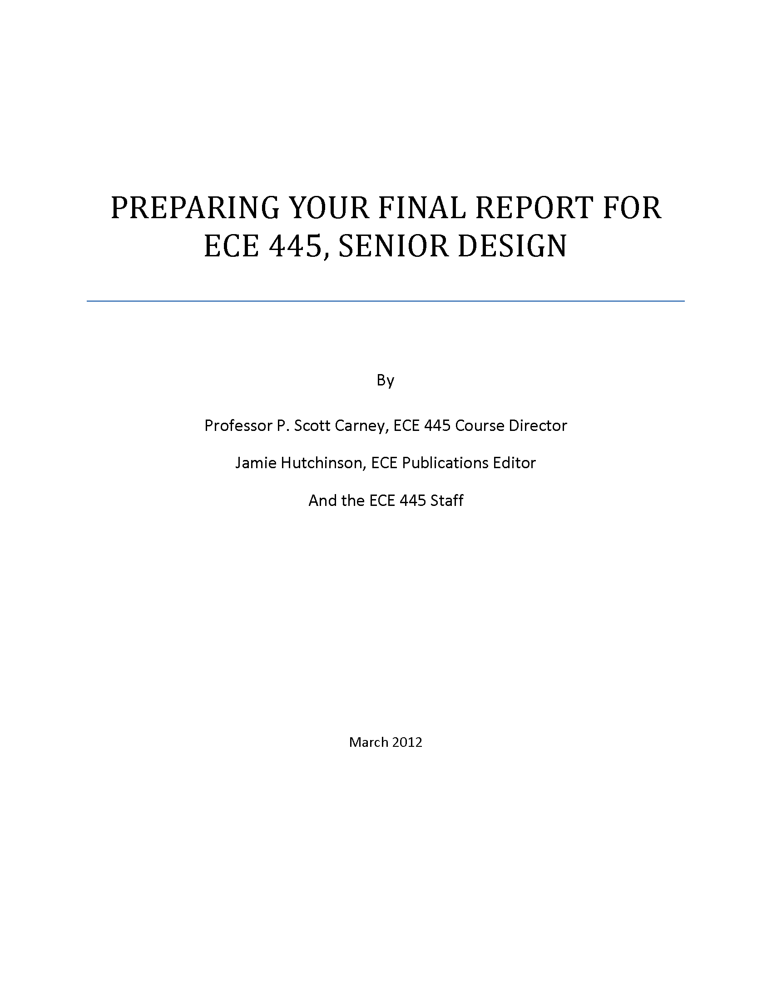 PREPARING YOUR FINAL REPORT FOR
ECE 445, SENIOR DESIGN
By
Professor P. Scott Carney, ECE 445 Course Director
Jamie Hutchinson, ECE Publications Editor
And the ECE 445 Staff
March 2012